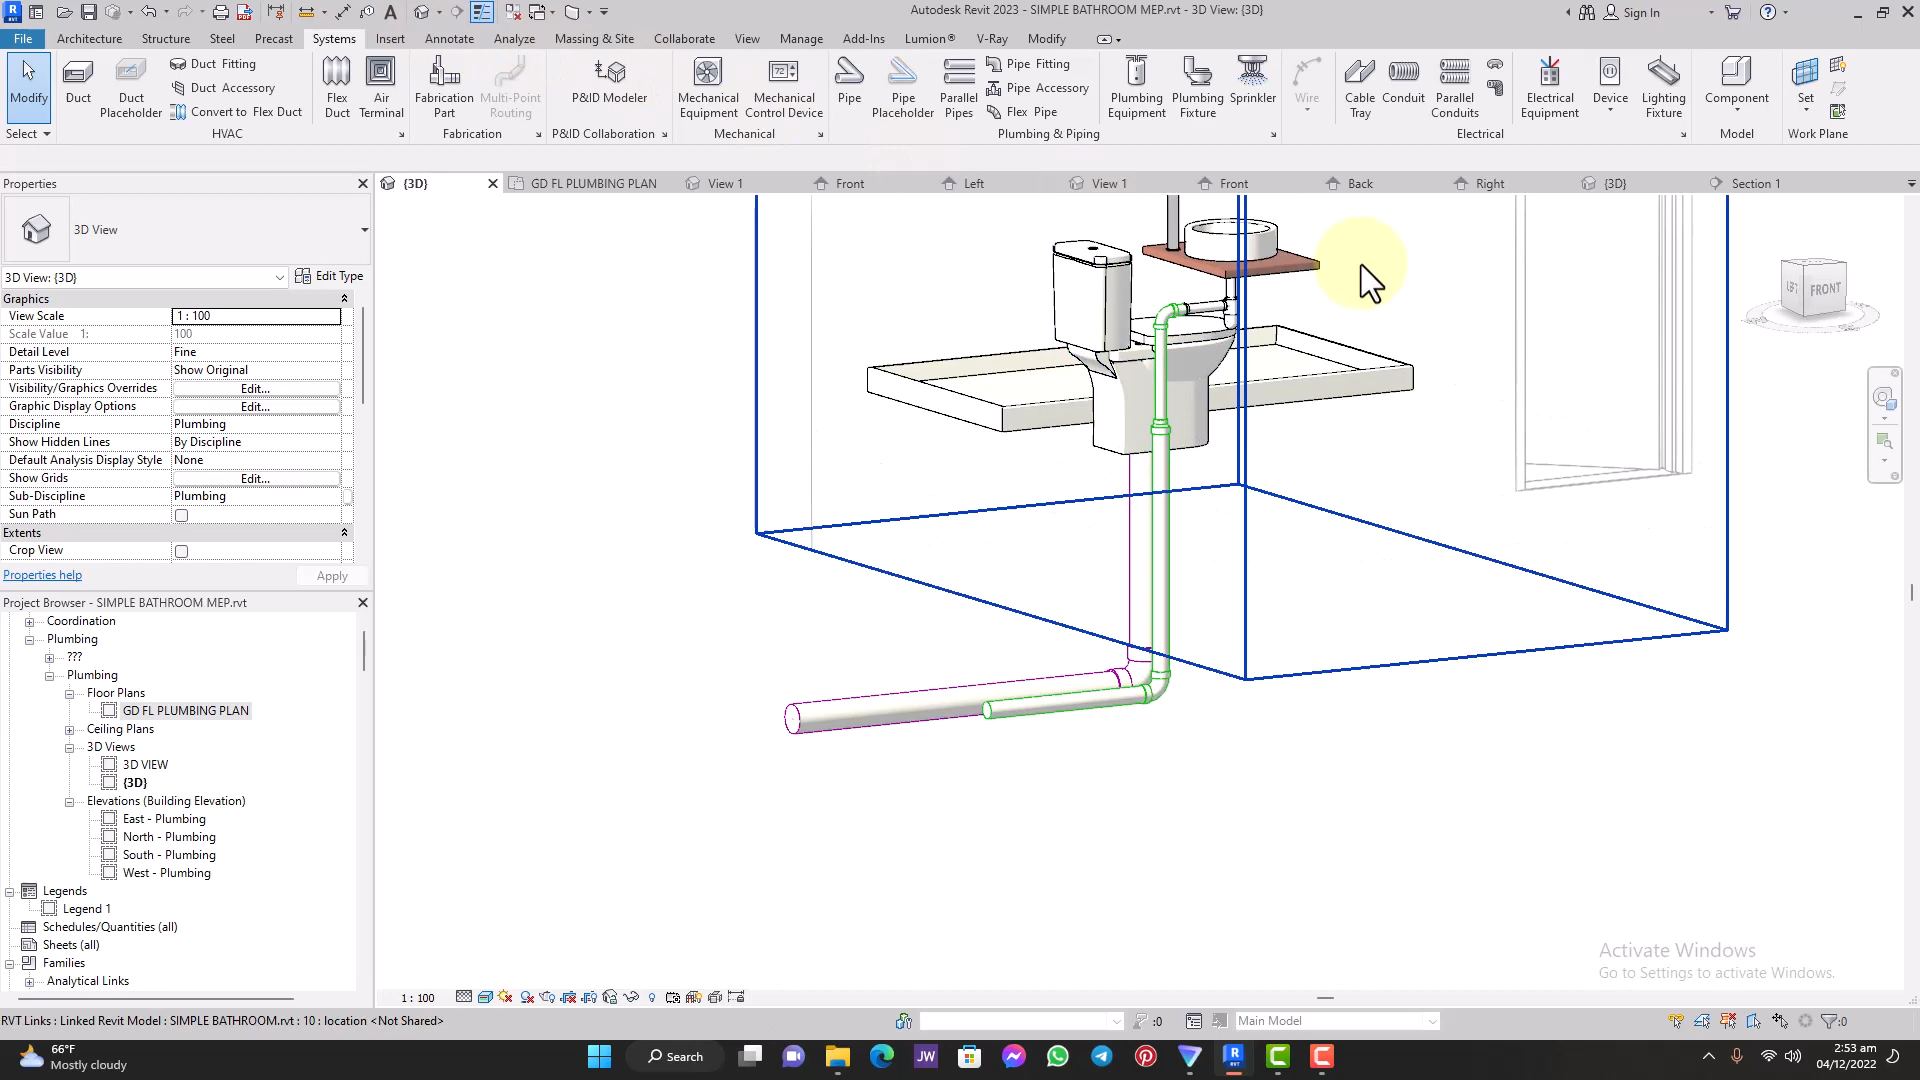 Autodesk Revit 2023 - SIMPLE BATHROOM MEP.rvt - 3D View: {3D}
Sign In
File Architecture Structure Steel Precast Systems Insert Annotate Analyze Massing & Site Collaborate View Manage Add-Ins Lumion® V-Ray Modify
Modify
Select
Duct
Duct Placeholder
Duct Fitting
Duct Accessory
Convert to Flex Duct
Flex Duct
Air Terminal
HVAC
Fabrication Part
Multi-Point Routing
Fabrication
P&ID Modeler
P&ID Collaboration
Mechanical Equipment
Mechanical Control Device
Mechanical
Pipe
Pipe Placeholder
Parallel Pipes
Pipe Fitting
Pipe Accessory
Flex Pipe
Plumbing Equipment
Plumbing Fixture
Sprinkler
Plumbing & Piping
Wire
Cable Tray
Conduit
Parallel Conduits
Electrical Equipment
Device
Lighting Fixture
Electrical
Component
Model
Set
Work Plane
Properties
{3D} GD FL PLUMBING PLAN View 1 Front Left View 1 Front Back Right {3D} Section 1
3D View
3D View: {3D} Edit Type
Graphics
View Scale 1 : 100
Scale Value 1: 100
Detail Level Fine
Parts Visibility Show Original
Visibility/Graphics Overrides Edit...
Graphic Display Options Edit...
Discipline Plumbing
Show Hidden Lines By Discipline
Default Analysis Display Style None
Show Grids Edit...
Sub-Discipline Plumbing
Sun Path
Extents
Crop View
Properties help Apply
Project Browser - SIMPLE BATHROOM MEP.rvt
Coordination
Plumbing
???
Plumbing
Floor Plans
GD FL PLUMBING PLAN
Ceiling Plans
3D Views
3D VIEW
{3D}
Elevations (Building Elevation)
East - Plumbing
North - Plumbing
South - Plumbing
West - Plumbing
Legends
Legend 1
Schedules/Quantities (all)
Sheets (all)
Families
Analytical Links
FRONT
Activate Windows
Go to Settings to activate Windows.
1 : 100
RVT Links : Linked Revit Model : SIMPLE BATHROOM.rvt : 10 : location <Not Shared>
:0
Main Model
:0
66°F
Mostly cloudy
Search
JW
2:53 am
04/12/2022